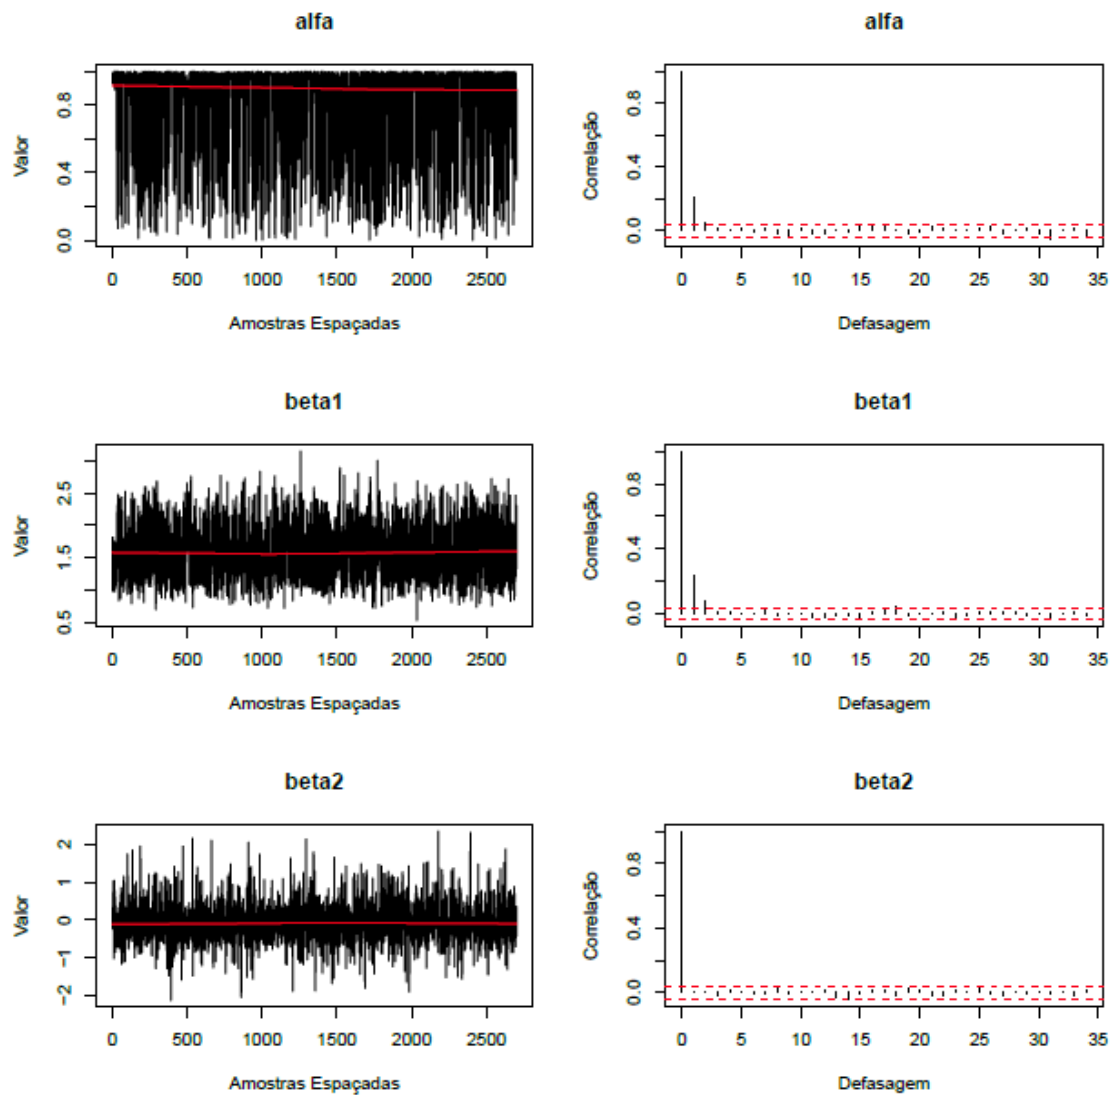 alfa
Valor
0.0 0.4 0.8
0 500 1000 1500 2000 2500
Amostras Espaçadas
alfa
Correlação
0.0 0.4 0.8
0 5 10 15 20 25 30 35
Defasagem
beta1
Valor
0.5 1.5 2.5
0 500 1000 1500 2000 2500
Amostras Espaçadas
beta1
Correlação
0.0 0.4 0.8
0 5 10 15 20 25 30 35
Defasagem
beta2
Valor
−2 −1 0 1 2
0 500 1000 1500 2000 2500
Amostras Espaçadas
beta2
Correlação
0.0 0.4 0.8
0 5 10 15 20 25 30 35
Defasagem